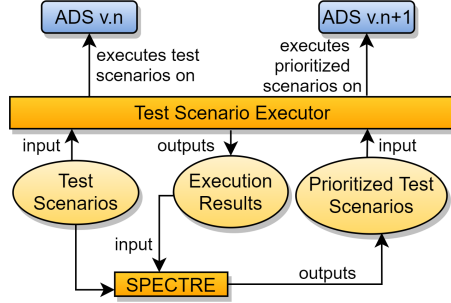 ADS v.n
ADS v.n+1
executes test
scenarios on
executes
prioritized
scenarios on
Test Scenario Executor
input
outputs
input
Test
Scenarios
Execution
Results
Prioritized Test
Scenarios
input
SPECTRE
outputs